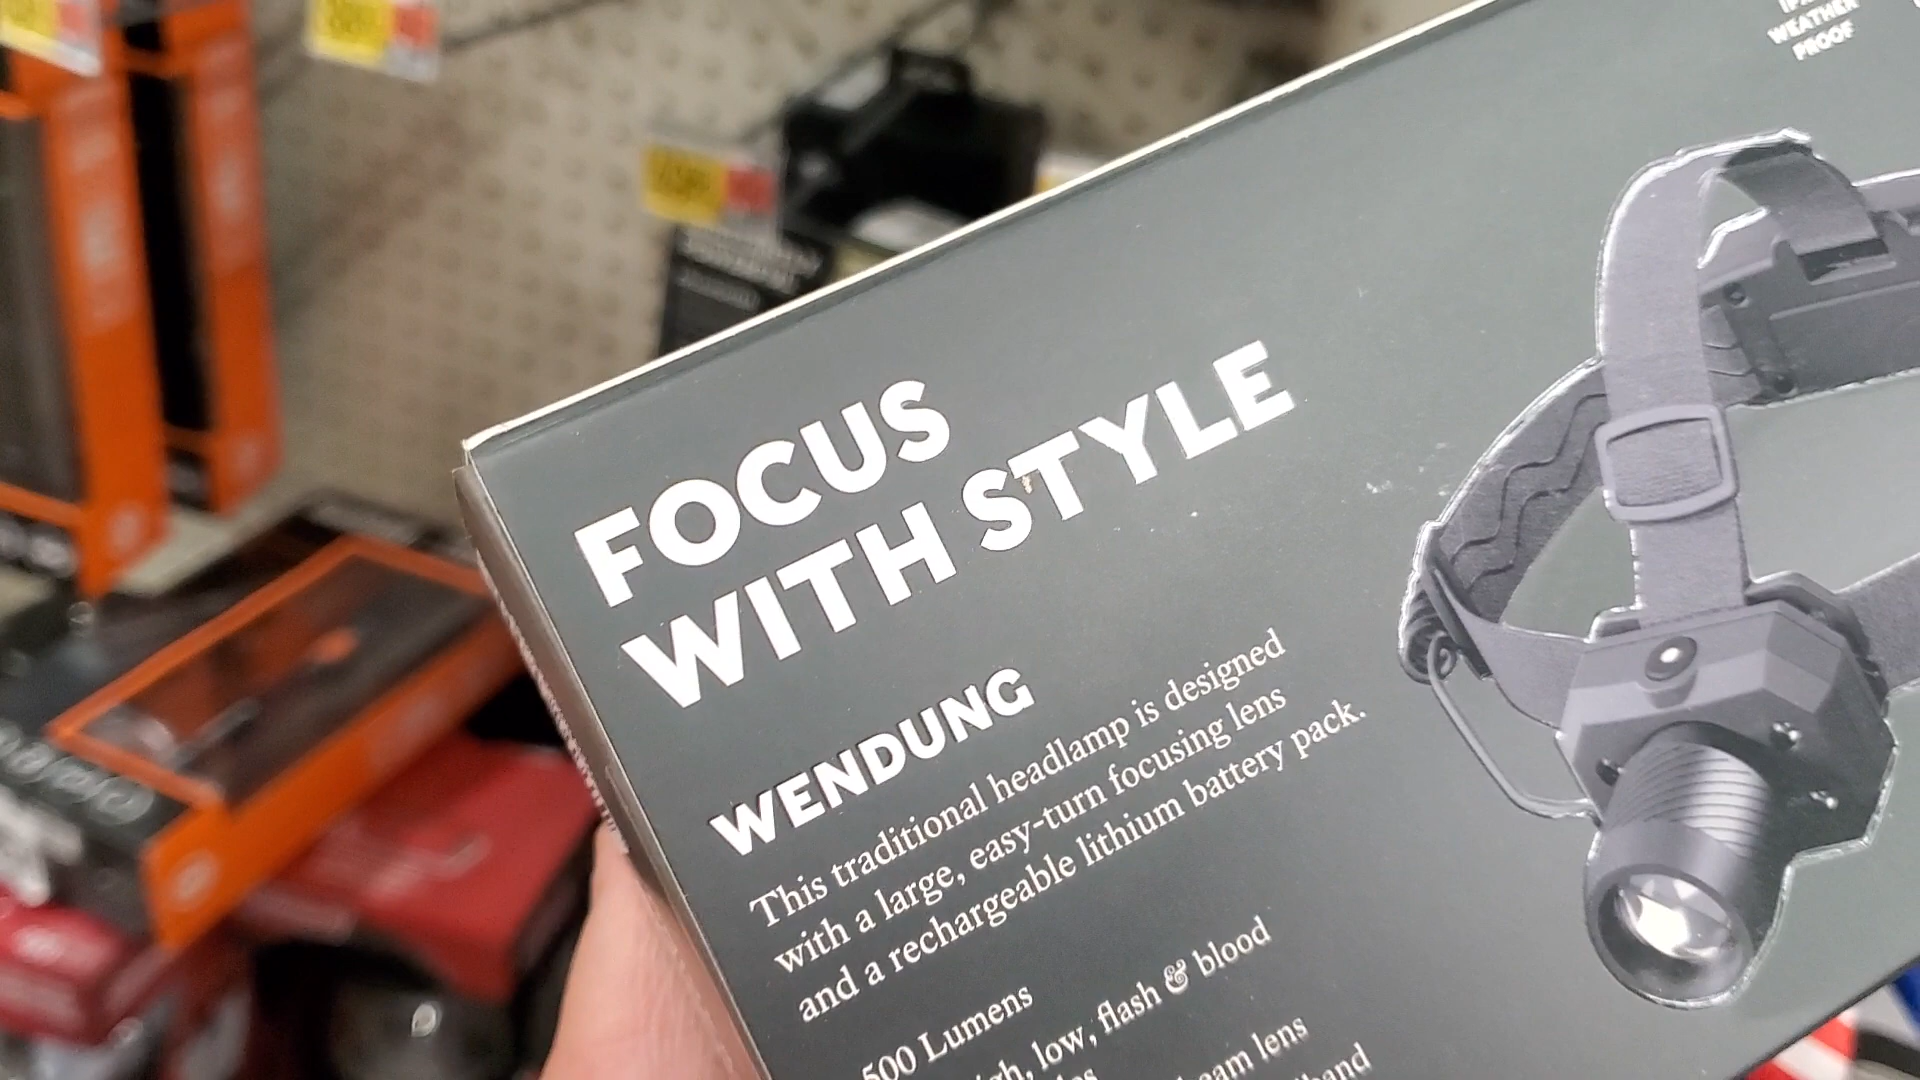 WEATHER
PROOF
FOCUS
WITH STYLE
WENDUNG
This traditional headlamp is designed
with a large, easy-turn focusing lens
and a rechargeable lithium battery pack.
500 Lumens
low, flash & blood
lens